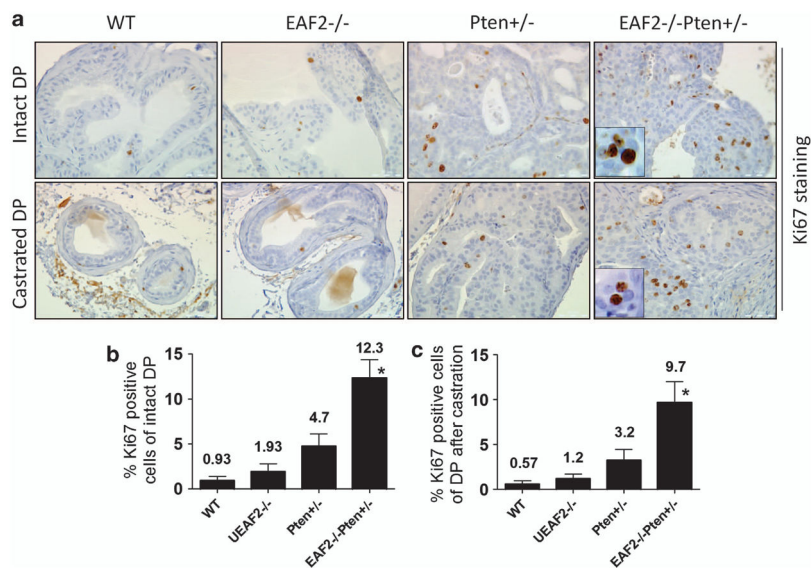 a
WT
EAF2-/-
Pten+/-
EAF2-/-Pten+/-
Intact DP
Castrated DP
Ki67 staining
b
% Ki67 positive
cells of intact DP
15
10
5
0
0.93
1.93
4.7
12.3
*
WT
UEAF2-/-
Pten+/-
EAF2-/-Pten+/-
c
% Ki67 positive cells
of DP after castration
15
10
5
0
0.57
1.2
3.2
9.7
*
WT
UEAF2-/-
Pten+/-
EAF2-/-Pten+/-